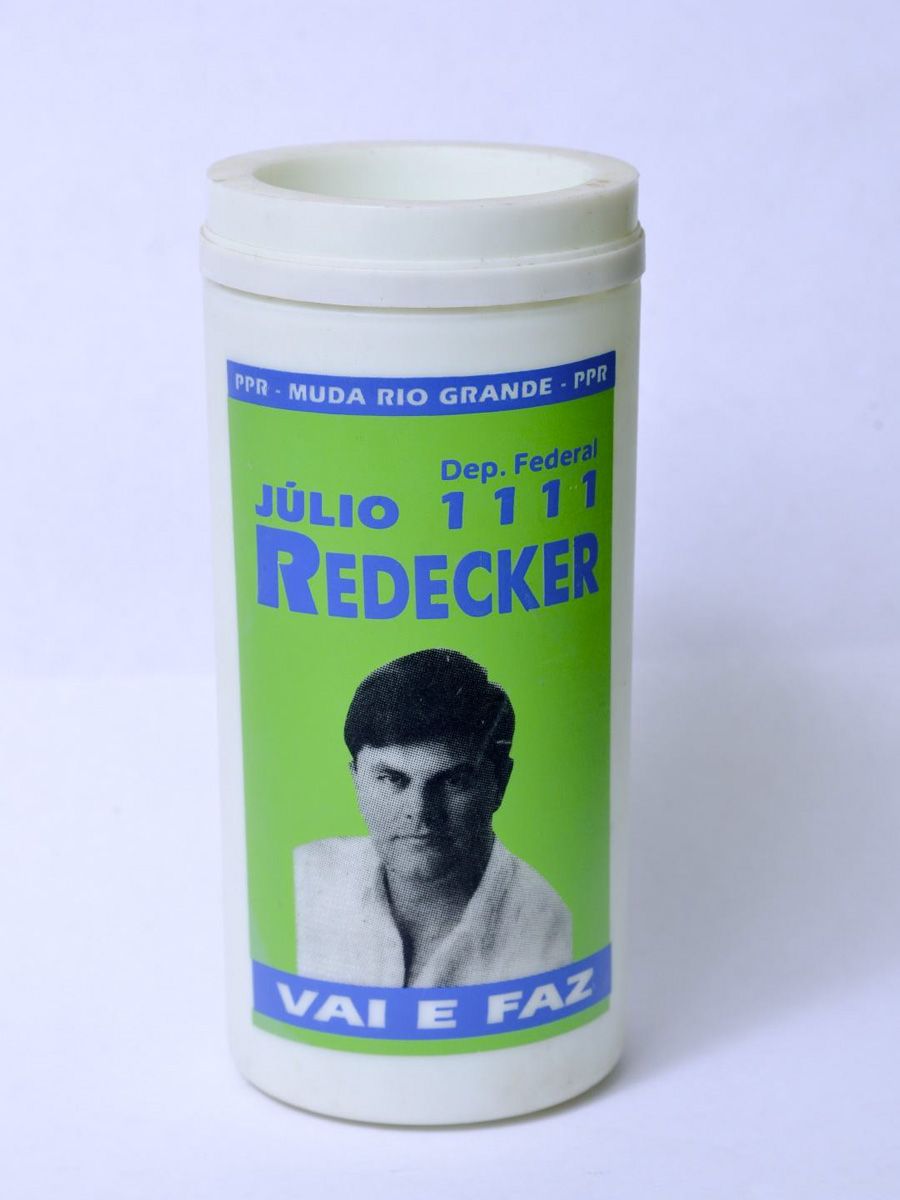 PPR - MUDA RIO GRANDE - PPR
Dep. Federal
JÚLIO 1111
REDECKER
VAI E FAZ